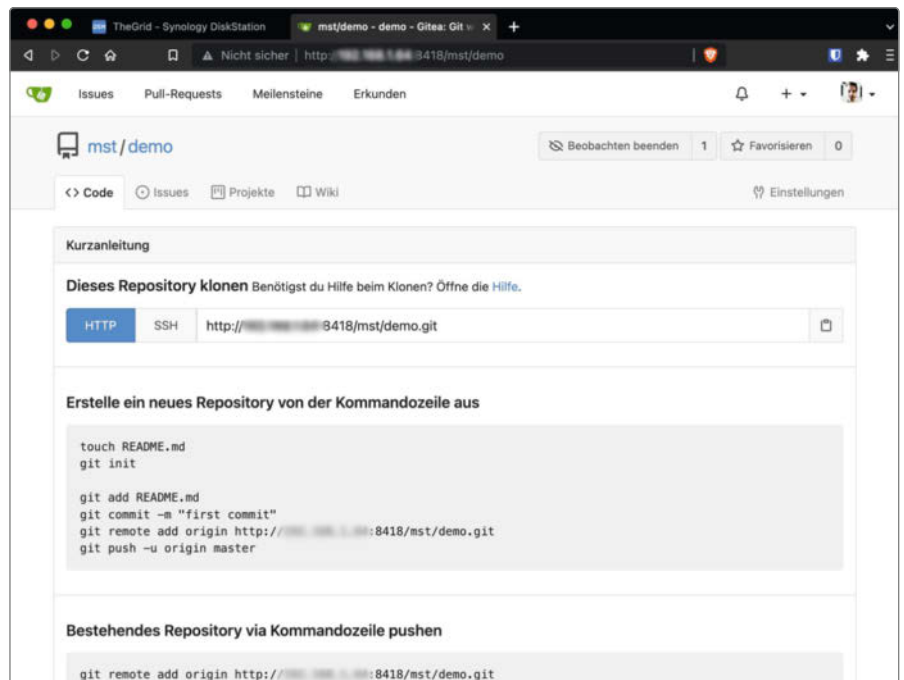 TheGrid - Synology DiskStation
mst/demo - demo - Gitea: Git
Nicht sicher | http:/ 8418/mst/demo
Issues Pull-Requests Meilensteine Erkunden
mst / demo
Beobachten beenden 1 Favorisieren 0
Code Issues Projekte Wiki Einstellungen
Kurzanleitung
Dieses Repository klonen Benötigst du Hilfe beim Klonen? Öffne die Hilfe.
HTTP SSH http:// 8418/mst/demo.git
Erstelle ein neues Repository von der Kommandozeile aus
touch README.md
git init
git add README.md
git commit -m "first commit"
git remote add origin http:// :8418/mst/demo.git
git push -u origin master
Bestehendes Repository via Kommandozeile pushen
git remote add origin http:// :8418/mst/demo.git